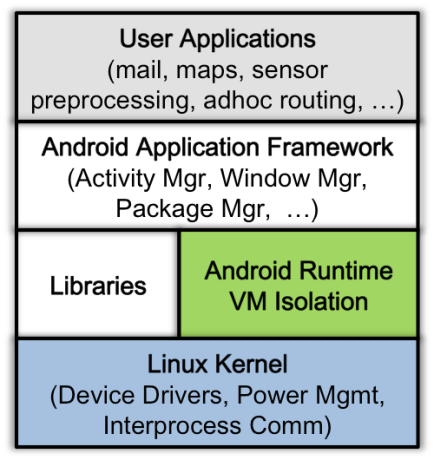 User Applications
(mail, maps, sensor
preprocessing, adhoc routing, …)
Android Application Framework
(Activity Mgr, Window Mgr,
Package Mgr,  …)
Libraries
Android Runtime
VM Isolation
Linux Kernel
(Device Drivers, Power Mgmt,
Interprocess Comm)